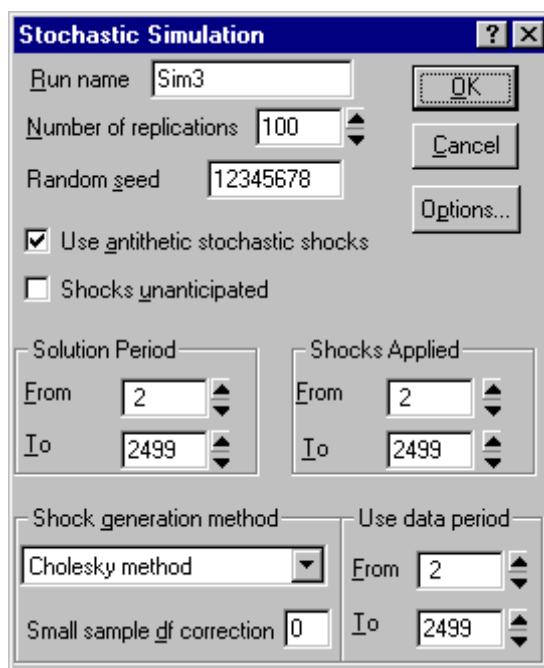 Stochastic Simulation
Run name Sim3
OK
Number of replications 100
Cancel
Random seed 12345678
Options...
Use antithetic stochastic shocks
Shocks unanticipated
Solution Period
From 2
To 2499
Shocks Applied
From 2
To 2499
Shock generation method
Cholesky method
Small sample df correction 0
Use data period
From 2
To 2499